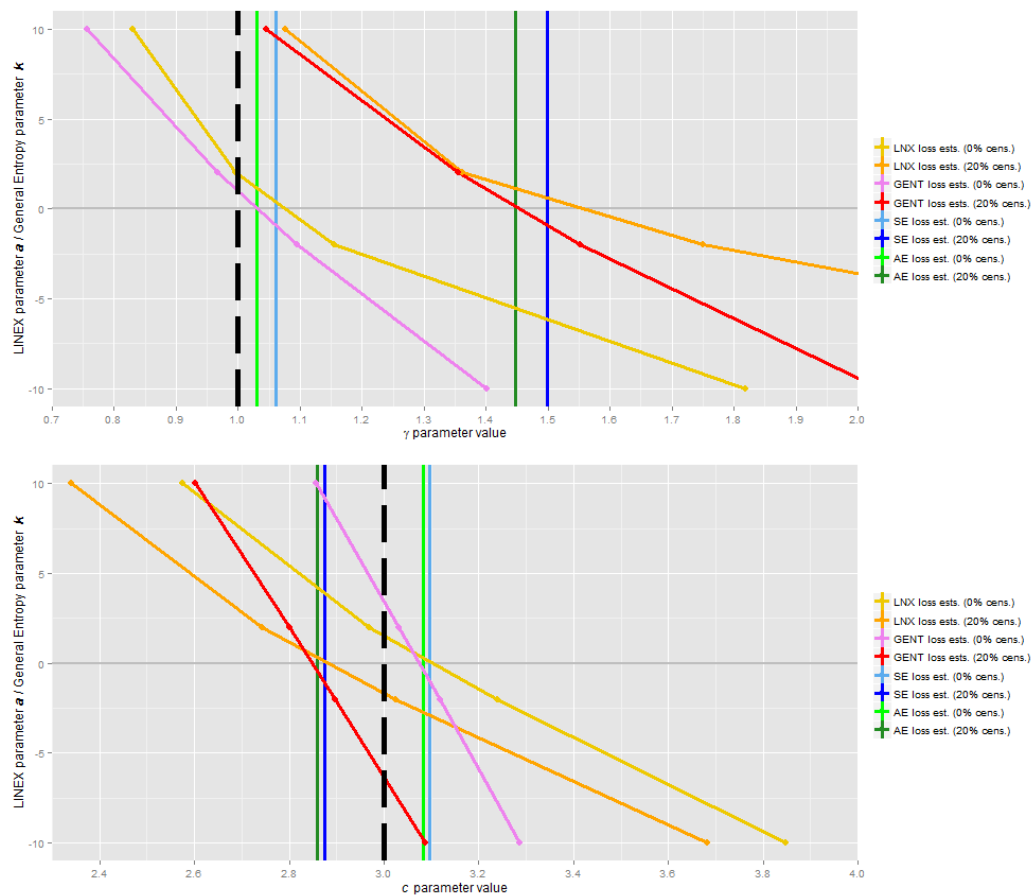 LINEX parameter a / General Entropy parameter k
10
5
0
-5
-10
0.7 0.8 0.9 1.0 1.1 1.2 1.3 1.4 1.5 1.6 1.7 1.8 1.9 2.0
γ parameter value
LNX loss ests. (0% cens.)
LNX loss ests. (20% cens.)
GENT loss ests. (0% cens.)
GENT loss ests. (20% cens.)
SE loss est. (0% cens.)
SE loss est. (20% cens.)
AE loss est. (0% cens.)
AE loss est. (20% cens.)
LINEX parameter a / General Entropy parameter k
10
5
0
-5
-10
2.4 2.6 2.8 3.0 3.2 3.4 3.6 3.8 4.0
c parameter value
LNX loss ests. (0% cens.)
LNX loss ests. (20% cens.)
GENT loss ests. (0% cens.)
GENT loss ests. (20% cens.)
SE loss est. (0% cens.)
SE loss est. (20% cens.)
AE loss est. (0% cens.)
AE loss est. (20% cens.)